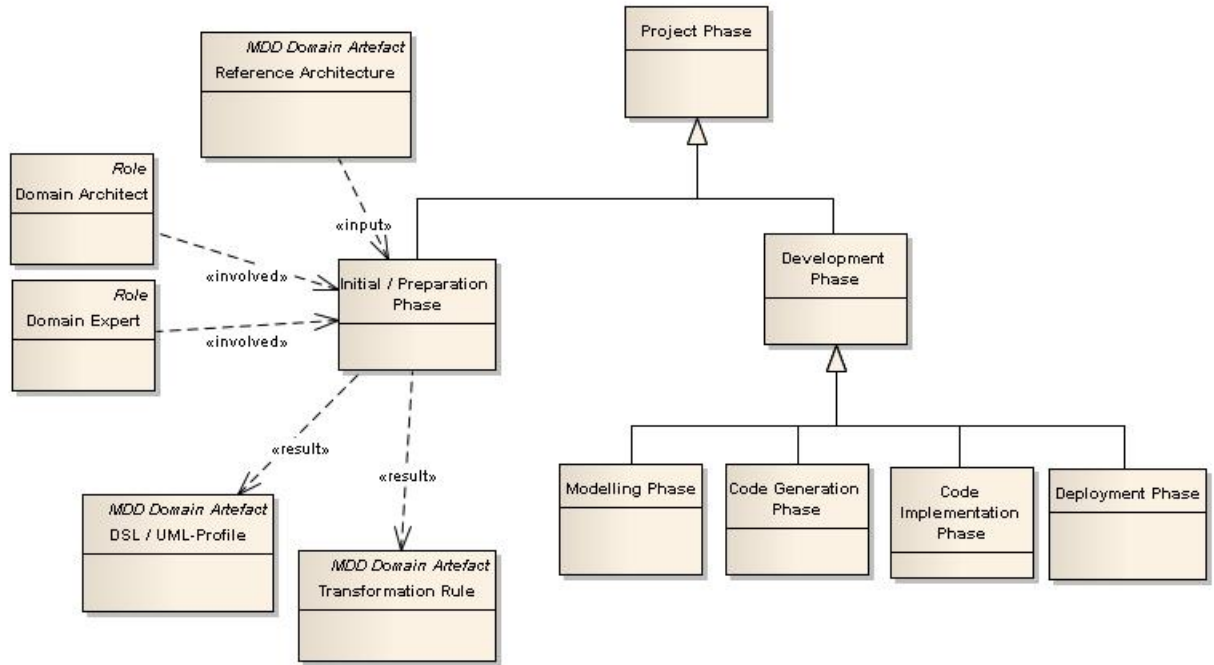 Project Phase
MDD Domain Artefact
Reference Architecture
Role
Domain Architect
«input»
«involved»
Development
Phase
Initial / Preparation
Phase
Role
Domain Expert
«involved»
«result»
«result»
Modelling Phase
Code Generation
Phase
Code
Implementation
Phase
Deployment Phase
MDD Domain Artefact
DSL / UML-Profile
MDD Domain Artefact
Transformation Rule